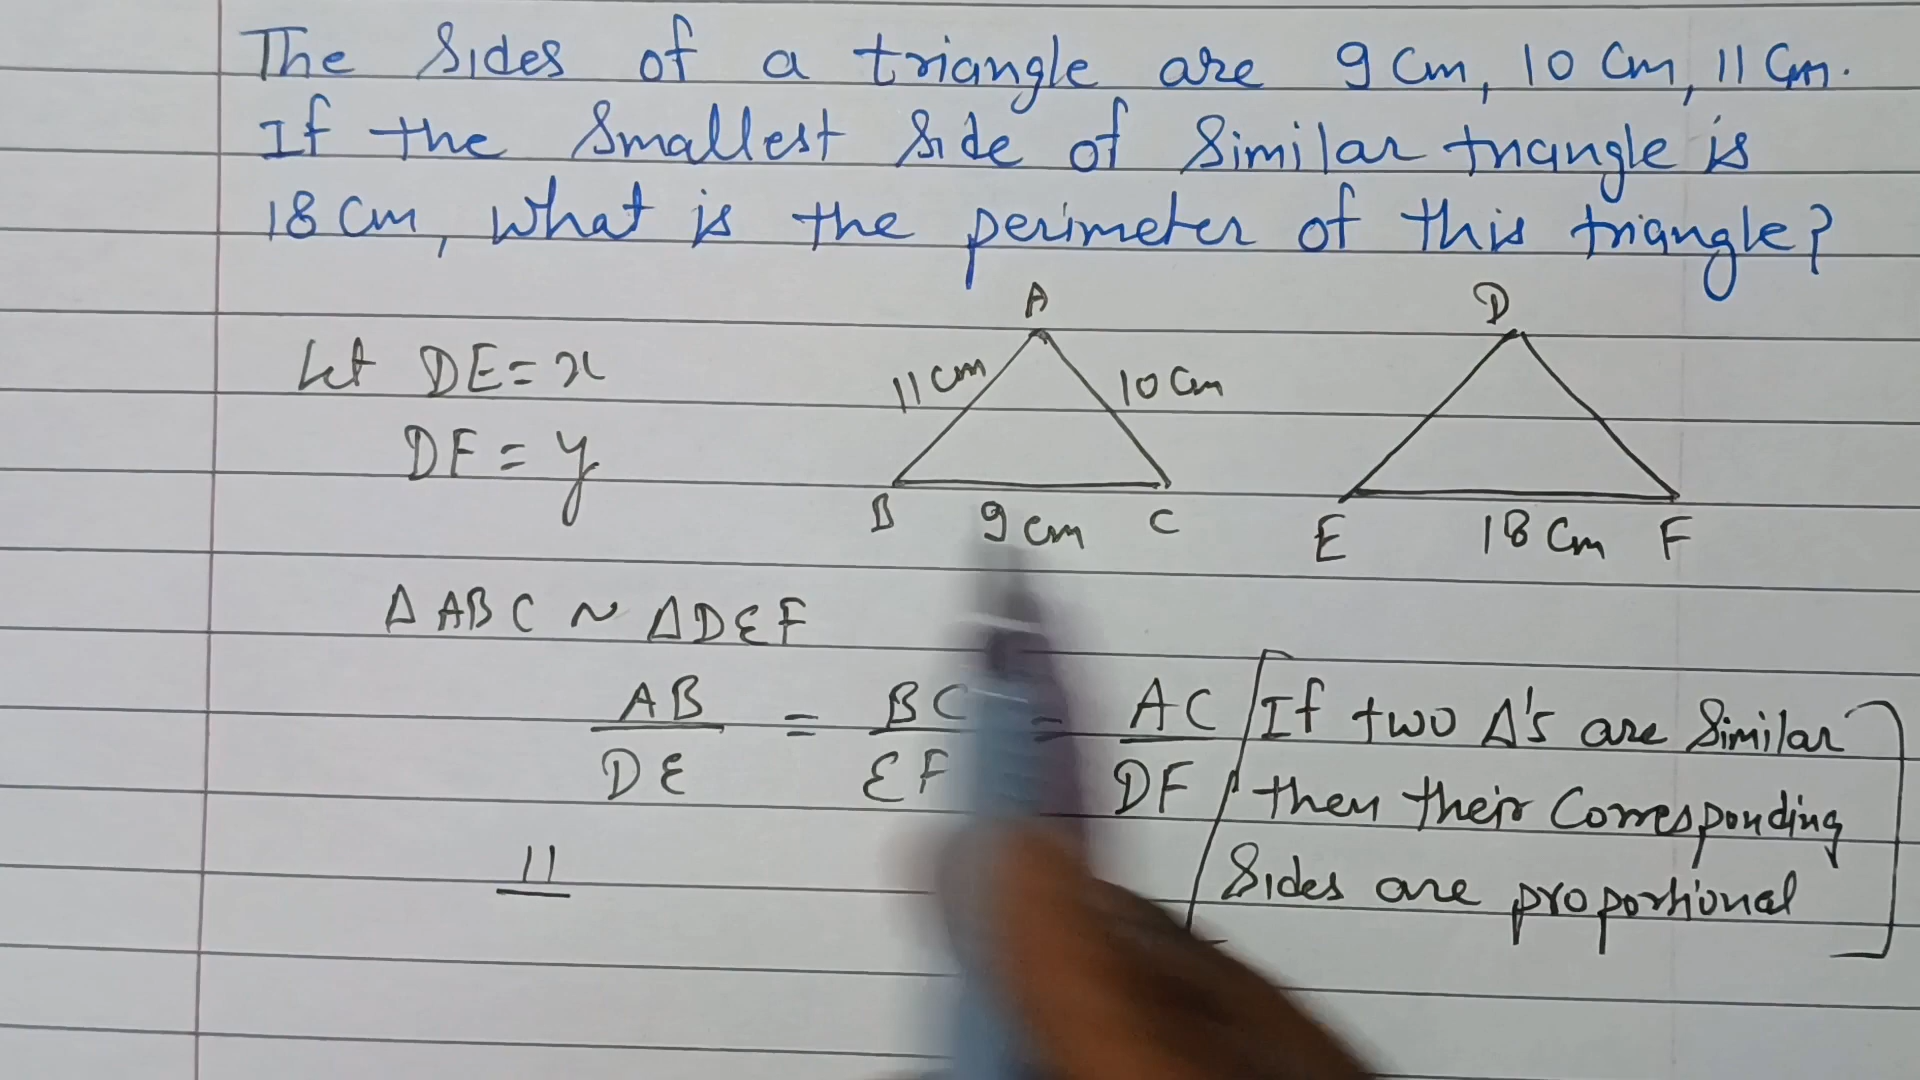 The Sides of a triangle are 9 Cm, 10 Cm, 11 Cm.
If the Smallest Side of Similar triangle is
18 Cm, what is the perimeter of this triangle?
A
D
Let DE = x
11 cm
10 Cm
DF = y
B
9 cm
C
E
18 Cm
F
Δ ABC ~ ΔDEF
AB / DE = BC / EF = AC / DF
If two Δ's are Similar
then their Corresponding
Sides are proportional
11